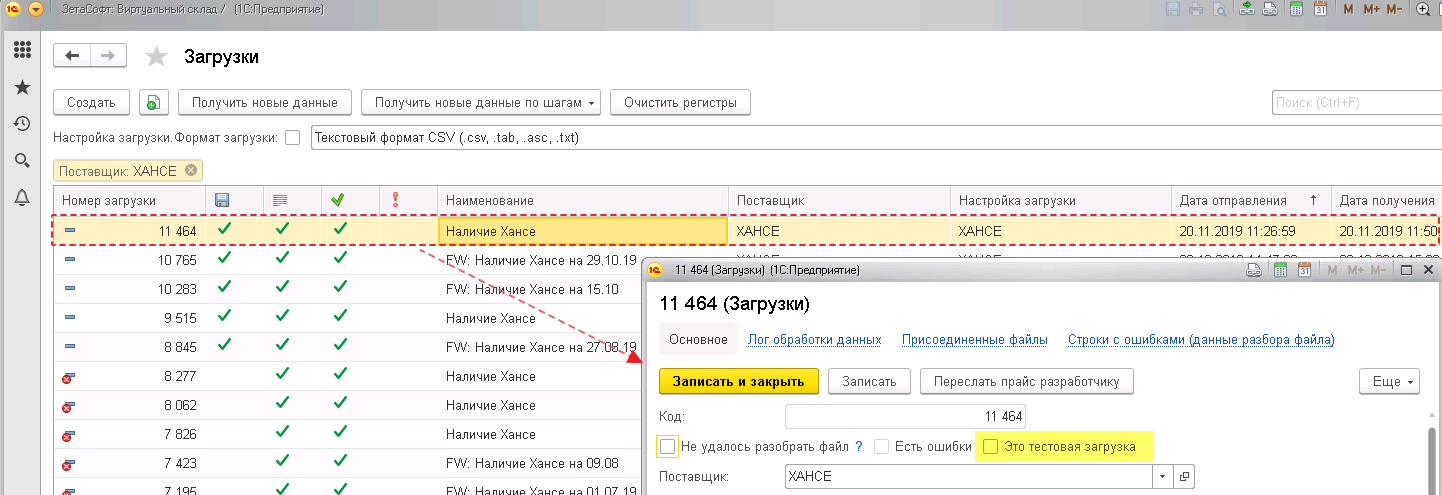 ЗетаСофт: Виртуальный склад / (1С:Предприятие)
M M+ M-
Загрузки
Создать Получить новые данные Получить новые данные по шагам Очистить регистры Поиск (Ctrl+F)
Настройка загрузки.Формат загрузки: Текстовый формат CSV (.csv, .tab, .asc, .txt)
Поставщик: ХАНСЕ
Номер загрузки Наименование Поставщик Настройка загрузки Дата отправления ↑ Дата получения
11 464 Наличие Хансе ХАНСЕ ХАНСЕ 20.11.2019 11:26:59 20.11.2019 11:50
10 765 FW: Наличие Хансе на 29.10.19
10 283 FW: Наличие Хансе на 15.10
9 515 Наличие Хансе
8 845 FW: Наличие Хансе на 27.08.19
8 277 Наличие Хансе
8 062 Наличие Хансе
7 826 Наличие Хансе
7 423 FW: Наличие Хансе на 09.08
7 195 FW: Наличие Хансе на 01.07.19
11 464 (Загрузки) (1С:Предприятие)
M M+ M-
11 464 (Загрузки)
Основное Лог обработки данных Присоединенные файлы Строки с ошибками (данные разбора файла)
Записать и закрыть Записать Переслать прайс разработчику Еще
Код: 11 464
Не удалось разобрать файл ? Есть ошибки Это тестовая загрузка
Поставщик: ХАНСЕ